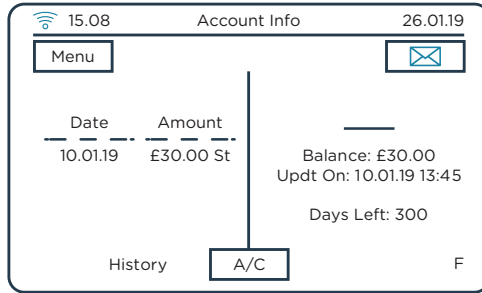 15.08 Account Info 26.01.19
Menu
Date Amount
10.01.19 £30.00 St
Balance: £30.00
Updt On: 10.01.19 13:45
Days Left: 300
History A/C F